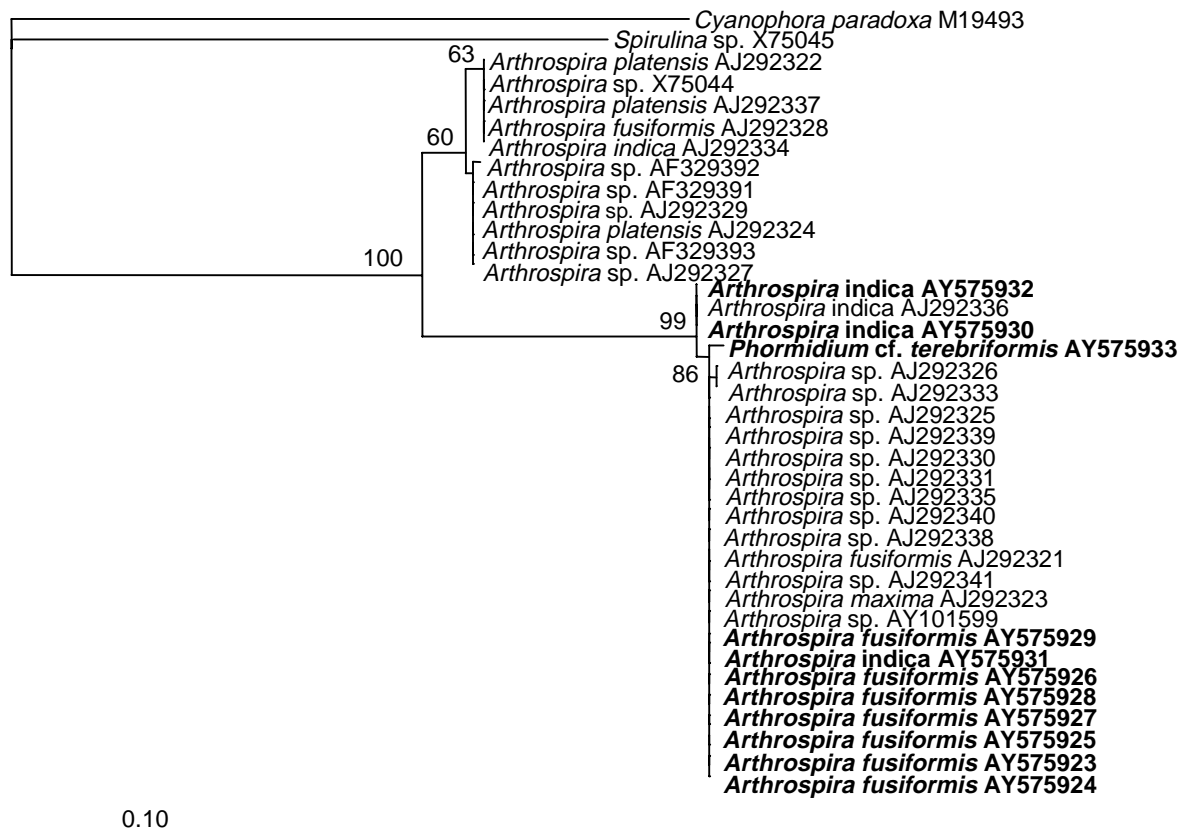 Cyanophora paradoxa M19493
Spirulina sp. X75045
63
Arthrospira platensis AJ292322
Arthrospira sp. X75044
Arthrospira platensis AJ292337
Arthrospira fusiformis AJ292328
60
Arthrospira indica AJ292334
Arthrospira sp. AF329392
Arthrospira sp. AF329391
Arthrospira sp. AJ292329
Arthrospira platensis AJ292324
Arthrospira sp. AF329393
100
Arthrospira sp. AJ292327
Arthrospira indica AY575932
Arthrospira indica AJ292336
99
Arthrospira indica AY575930
Phormidium cf. terebriformis AY575933
86
Arthrospira sp. AJ292326
Arthrospira sp. AJ292333
Arthrospira sp. AJ292325
Arthrospira sp. AJ292339
Arthrospira sp. AJ292330
Arthrospira sp. AJ292331
Arthrospira sp. AJ292335
Arthrospira sp. AJ292340
Arthrospira sp. AJ292338
Arthrospira fusiformis AJ292321
Arthrospira sp. AJ292341
Arthrospira maxima AJ292323
Arthrospira sp. AY101599
Arthrospira fusiformis AY575929
Arthrospira indica AY575931
Arthrospira fusiformis AY575926
Arthrospira fusiformis AY575928
Arthrospira fusiformis AY575927
Arthrospira fusiformis AY575925
Arthrospira fusiformis AY575923
Arthrospira fusiformis AY575924
0.10